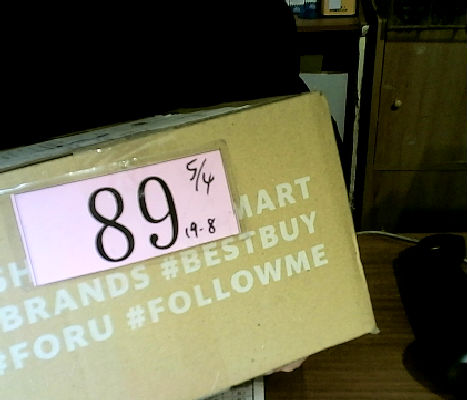 89
5/4
19-8
MART
BRANDS #BESTBUY
#FORU #FOLLOWME